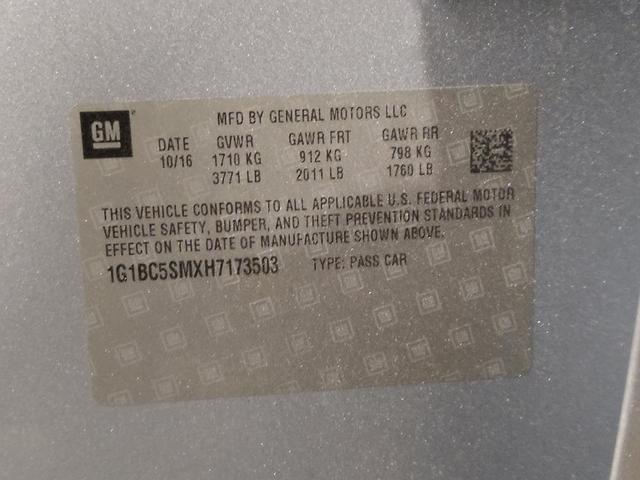 GM
MFD BY GENERAL MOTORS LLC
DATE GVWR GAWR FRT GAWR RR
10/16 1710 KG 912 KG 798 KG
3771 LB 2011 LB 1760 LB
THIS VEHICLE CONFORMS TO ALL APPLICABLE U.S. FEDERAL MOTOR
VEHICLE SAFETY, BUMPER, AND THEFT PREVENTION STANDARDS IN
EFFECT ON THE DATE OF MANUFACTURE SHOWN ABOVE.
1G1BC5SMXH7173503 TYPE: PASS CAR